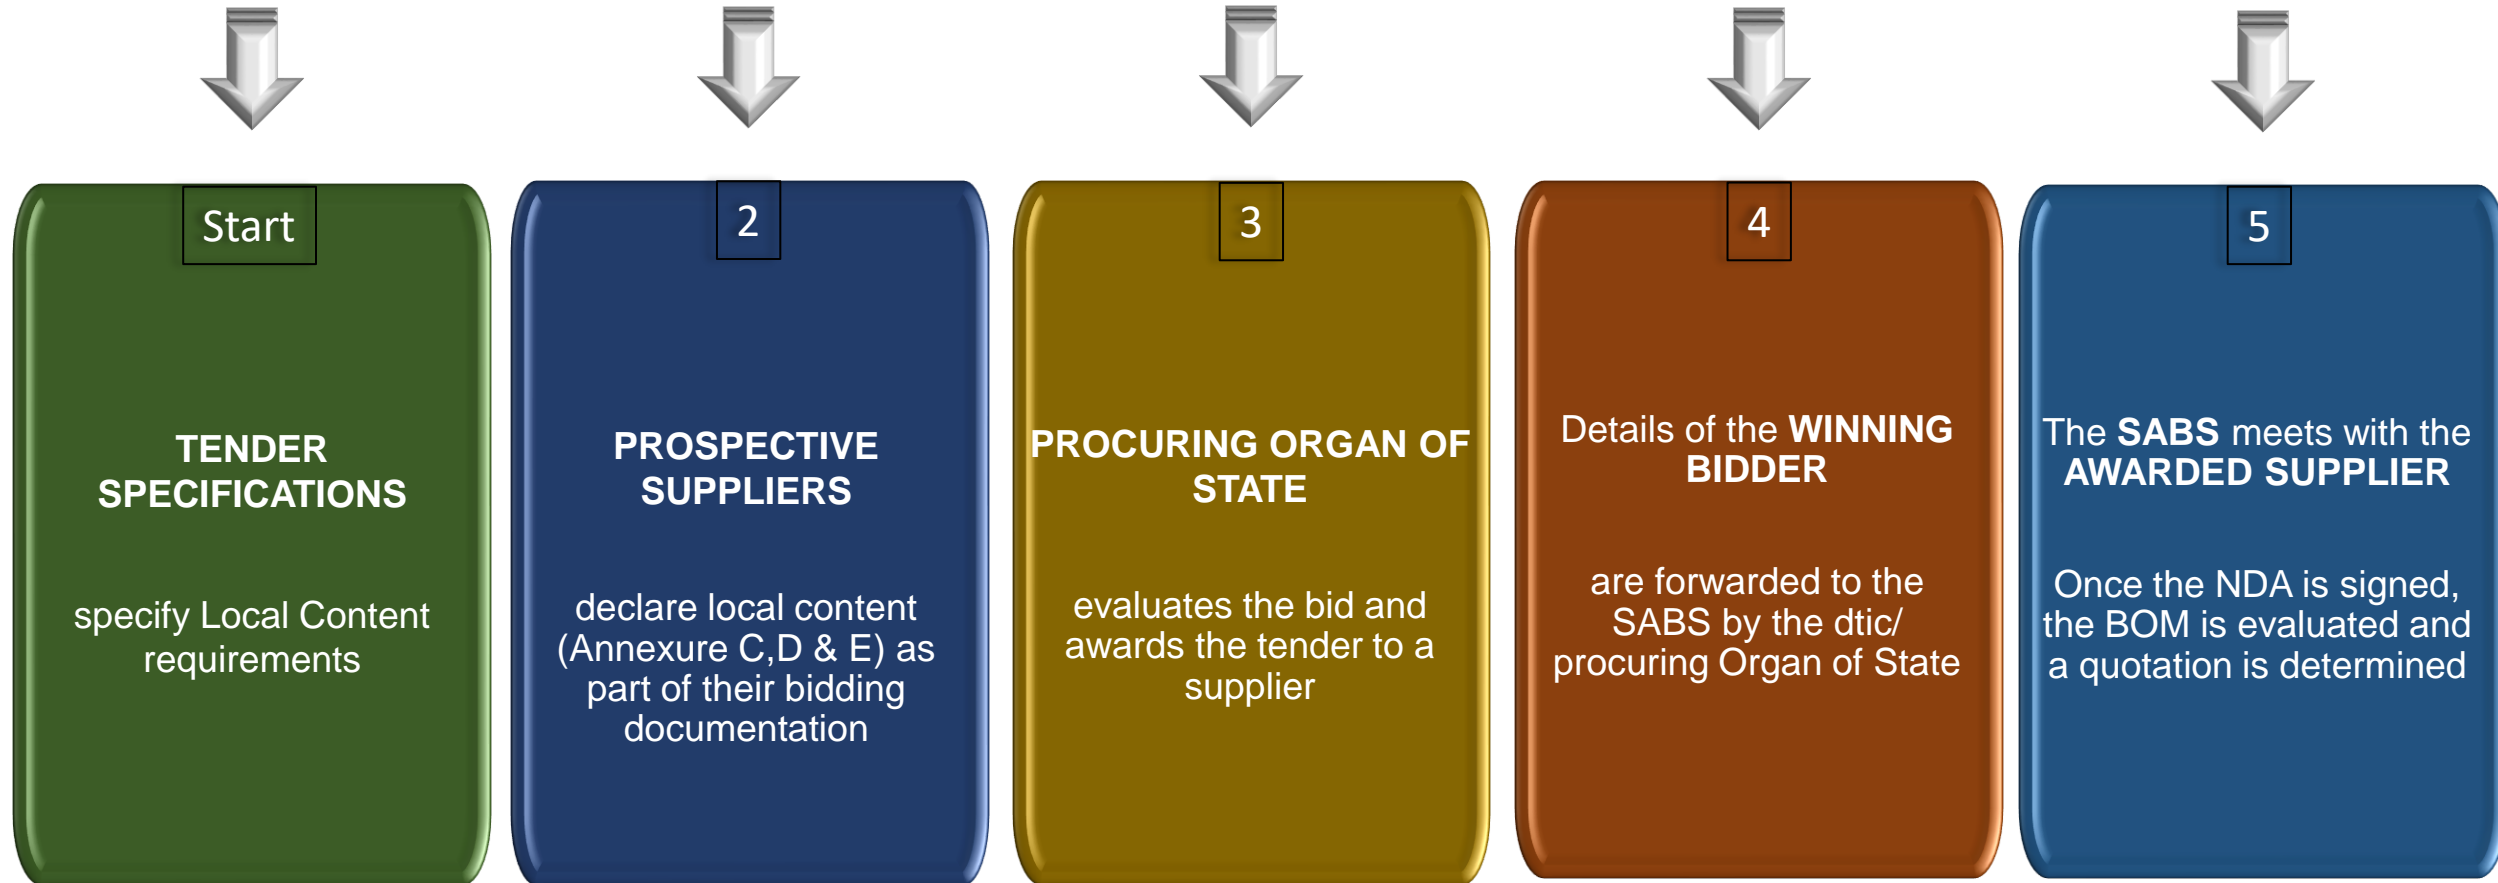 Start
TENDER
SPECIFICATIONS
specify Local Content
requirements
2
PROSPECTIVE
SUPPLIERS
declare local content
(Annexure C,D & E) as
part of their bidding
documentation
3
PROCURING ORGAN OF
STATE
evaluates the bid and
awards the tender to a
supplier
4
Details of the WINNING
BIDDER
are forwarded to the
SABS by the dtic/
procuring Organ of State
5
The SABS meets with the
AWARDED SUPPLIER
Once the NDA is signed,
the BOM is evaluated and
a quotation is determined